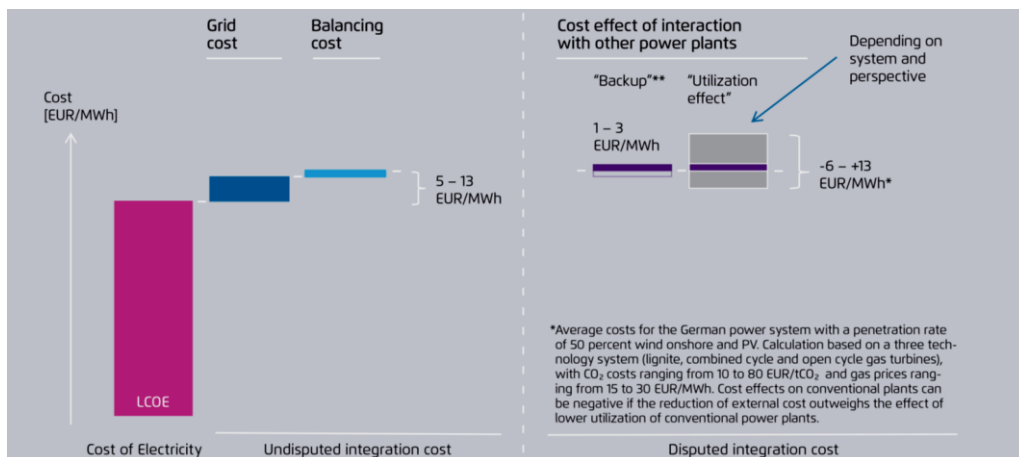 Grid
cost
Balancing
cost
Cost effect of interaction
with other power plants
Depending on
system and
perspective
"Backup"**
"Utilization
effect"
Cost
[EUR/MWh]
1 – 3
EUR/MWh
5 – 13
EUR/MWh
-6 – +13
EUR/MWh*
LCOE
*Average costs for the German power system with a penetration rate
of 50 percent wind onshore and PV. Calculation based on a three tech-
nology system (lignite, combined cycle and open cycle gas turbines),
with CO₂ costs ranging from 10 to 80 EUR/tCO₂ and gas prices rang-
ing from 15 to 30 EUR/MWh. Cost effects on conventional plants can
be negative if the reduction of external cost outweighs the effect of
lower utilization of conventional power plants.
Cost of Electricity
Undisputed integration cost
Disputed integration cost